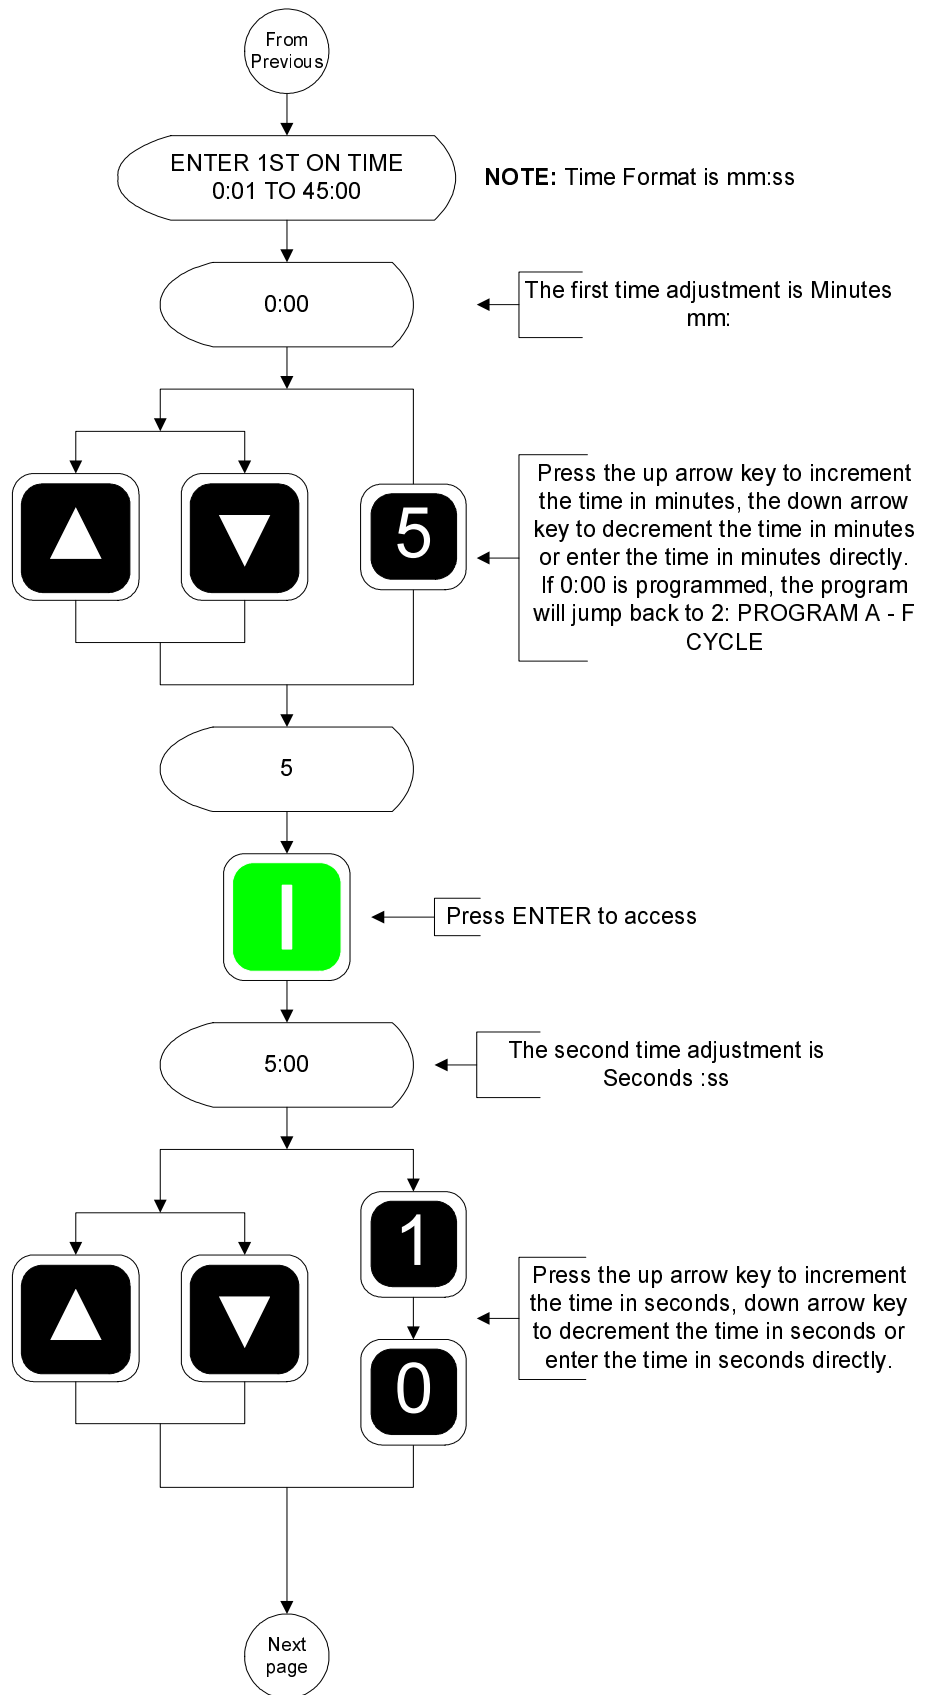 From
Previous
ENTER 1ST ON TIME
0:01 TO 45:00
NOTE: Time Format is mm:ss
0:00
The first time adjustment is Minutes
mm:
5
Press the up arrow key to increment
the time in minutes, the down arrow
key to decrement the time in minutes
or enter the time in minutes directly.
If 0:00 is programmed, the program
will jump back to 2: PROGRAM A - F
CYCLE
5
Press ENTER to access
5:00
The second time adjustment is
Seconds :ss
1
0
Press the up arrow key to increment
the time in seconds, down arrow key
to decrement the time in seconds or
enter the time in seconds directly.
Next
page